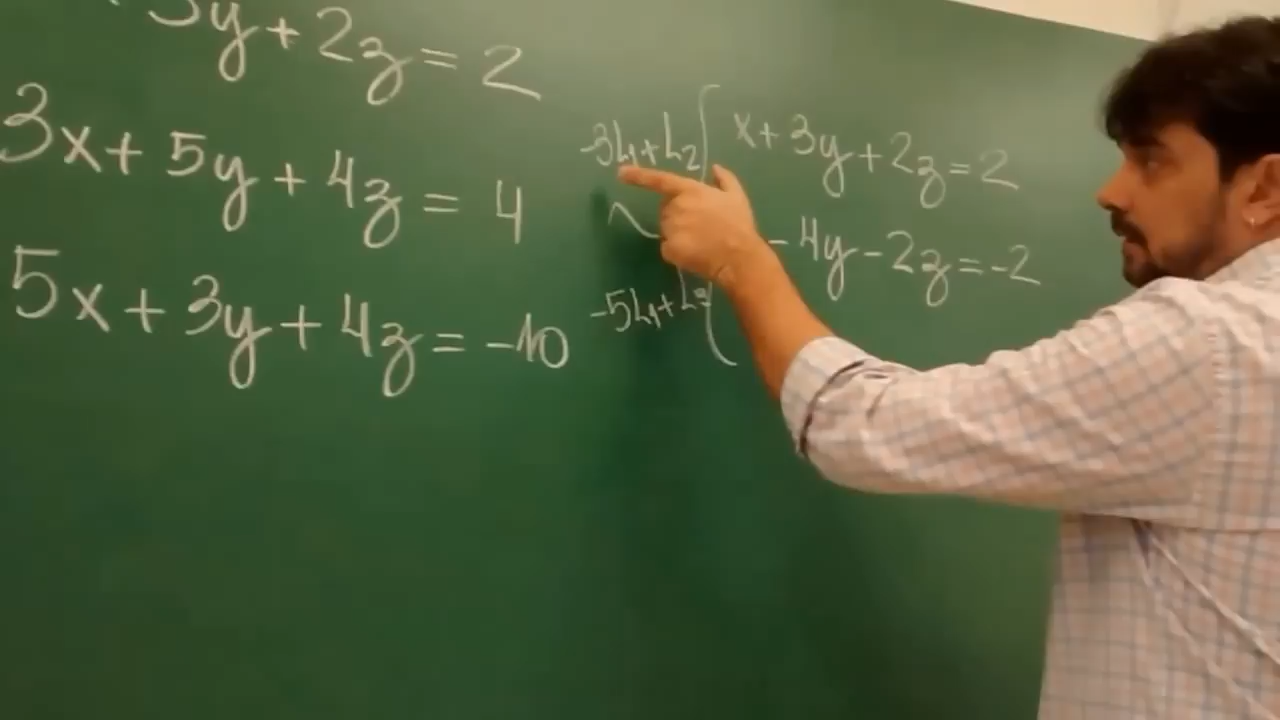 3y + 2z = 2
3x + 5y + 4z = 4
5x + 3y + 4z = -10
-3L₁+L₂
x + 3y + 2z = 2
~
-4y - 2z = -2
-5L₁+L₃